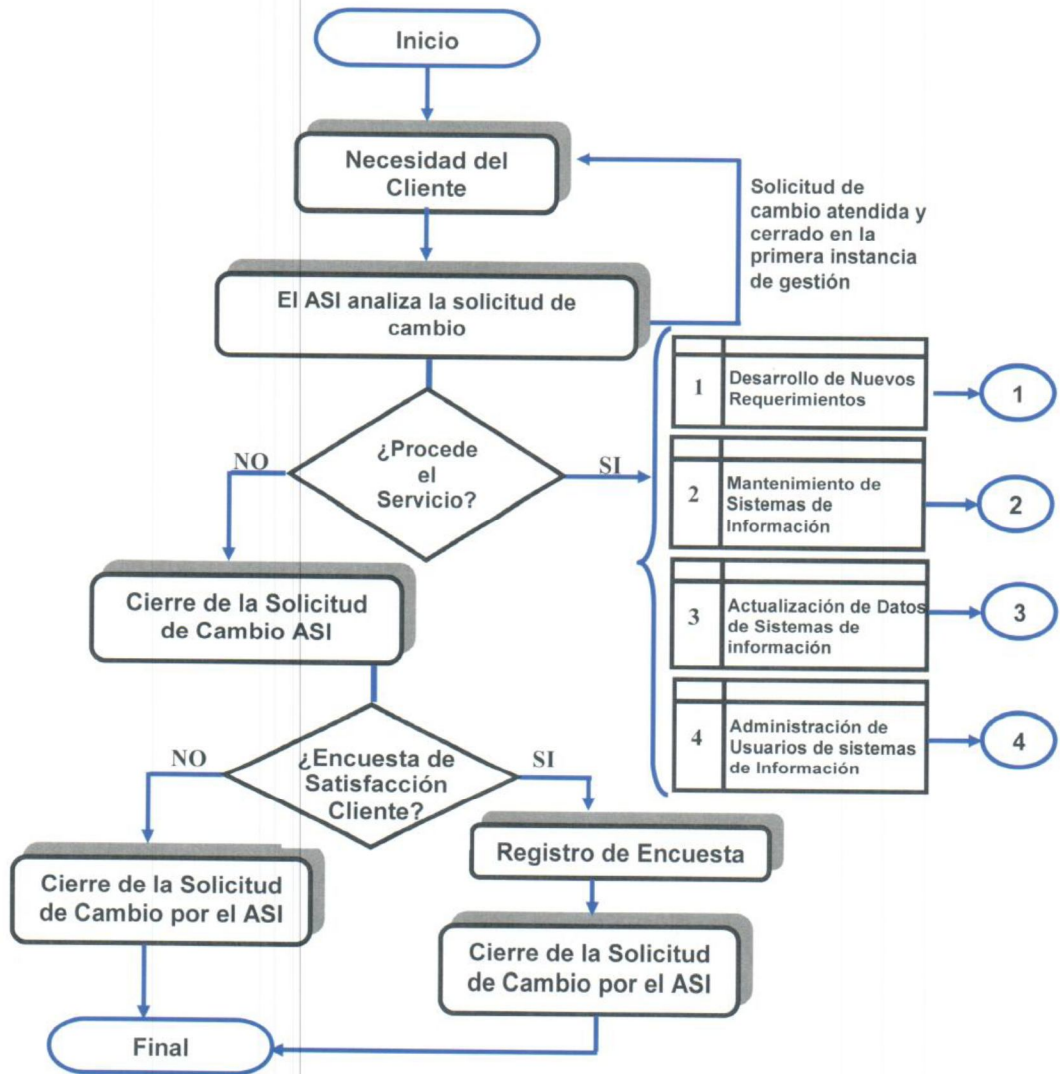 Inicio
Necesidad del
Cliente
Solicitud de
cambio atendida y
cerrado en la
primera instancia
de gestión
El ASI analiza la solicitud de
cambio
1
Desarrollo de Nuevos
Requerimientos
1
¿Procede
el
Servicio?
NO
SI
2
Mantenimiento de
Sistemas de
Información
2
Cierre de la Solicitud
de Cambio ASI
3
Actualización de Datos
de Sistemas de
información
3
4
Administración de
Usuarios de sistemas
de Información
4
¿Encuesta de
Satisfacción
Cliente?
NO
SI
Registro de Encuesta
Cierre de la Solicitud
de Cambio por el ASI
Cierre de la Solicitud
de Cambio por el ASI
Final